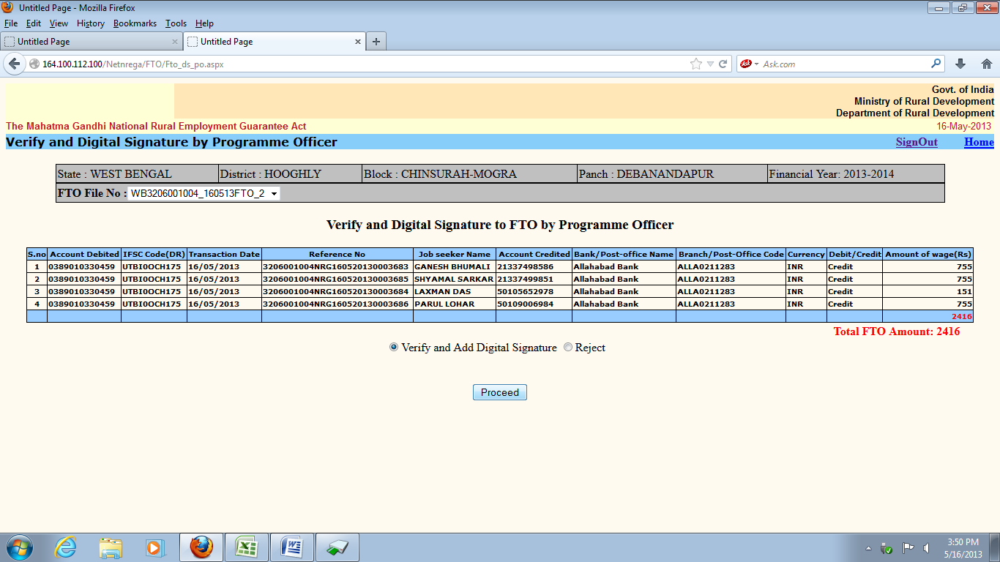 Untitled Page - Mozilla Firefox
File Edit View History Bookmarks Tools Help
Untitled Page Untitled Page
164.100.112.100/Netnrega/FTO/Fto_ds_po.aspx Ask Ask.com
Govt. of India
Ministry of Rural Development
Department of Rural Development
The Mahatma Gandhi National Rural Employment Guarantee Act 16-May-2013
Verify and Digital Signature by Programme Officer SignOut Home
State : WEST BENGAL District : HOOGHLY Block : CHINSURAH-MOGRA Panch : DEBANANDAPUR Financial Year: 2013-2014
FTO File No : WB3206001004_160513FTO_2
Verify and Digital Signature to FTO by Programme Officer
S.no Account Debited IFSC Code(DR) Transaction Date Reference No Job seeker Name Account Credited Bank/Post-office Name Branch/Post-Office Code Currency Debit/Credit Amount of wage(Rs)
1 0389010330459 UTBI0OCH175 16/05/2013 3206001004NRG160520130003683 GANESH BHUMALI 21337498586 Allahabad Bank ALLA0211283 INR Credit 755
2 0389010330459 UTBI0OCH175 16/05/2013 3206001004NRG160520130003685 SHYAMAL SARKAR 21337499851 Allahabad Bank ALLA0211283 INR Credit 755
3 0389010330459 UTBI0OCH175 16/05/2013 3206001004NRG160520130003684 LAXMAN DAS 50105652978 Allahabad Bank ALLA0211283 INR Credit 151
4 0389010330459 UTBI0OCH175 16/05/2013 3206001004NRG160520130003686 PARUL LOHAR 50109006984 Allahabad Bank ALLA0211283 INR Credit 755
2416
Total FTO Amount: 2416
Verify and Add Digital Signature Reject
Proceed
3:50 PM
5/16/2013